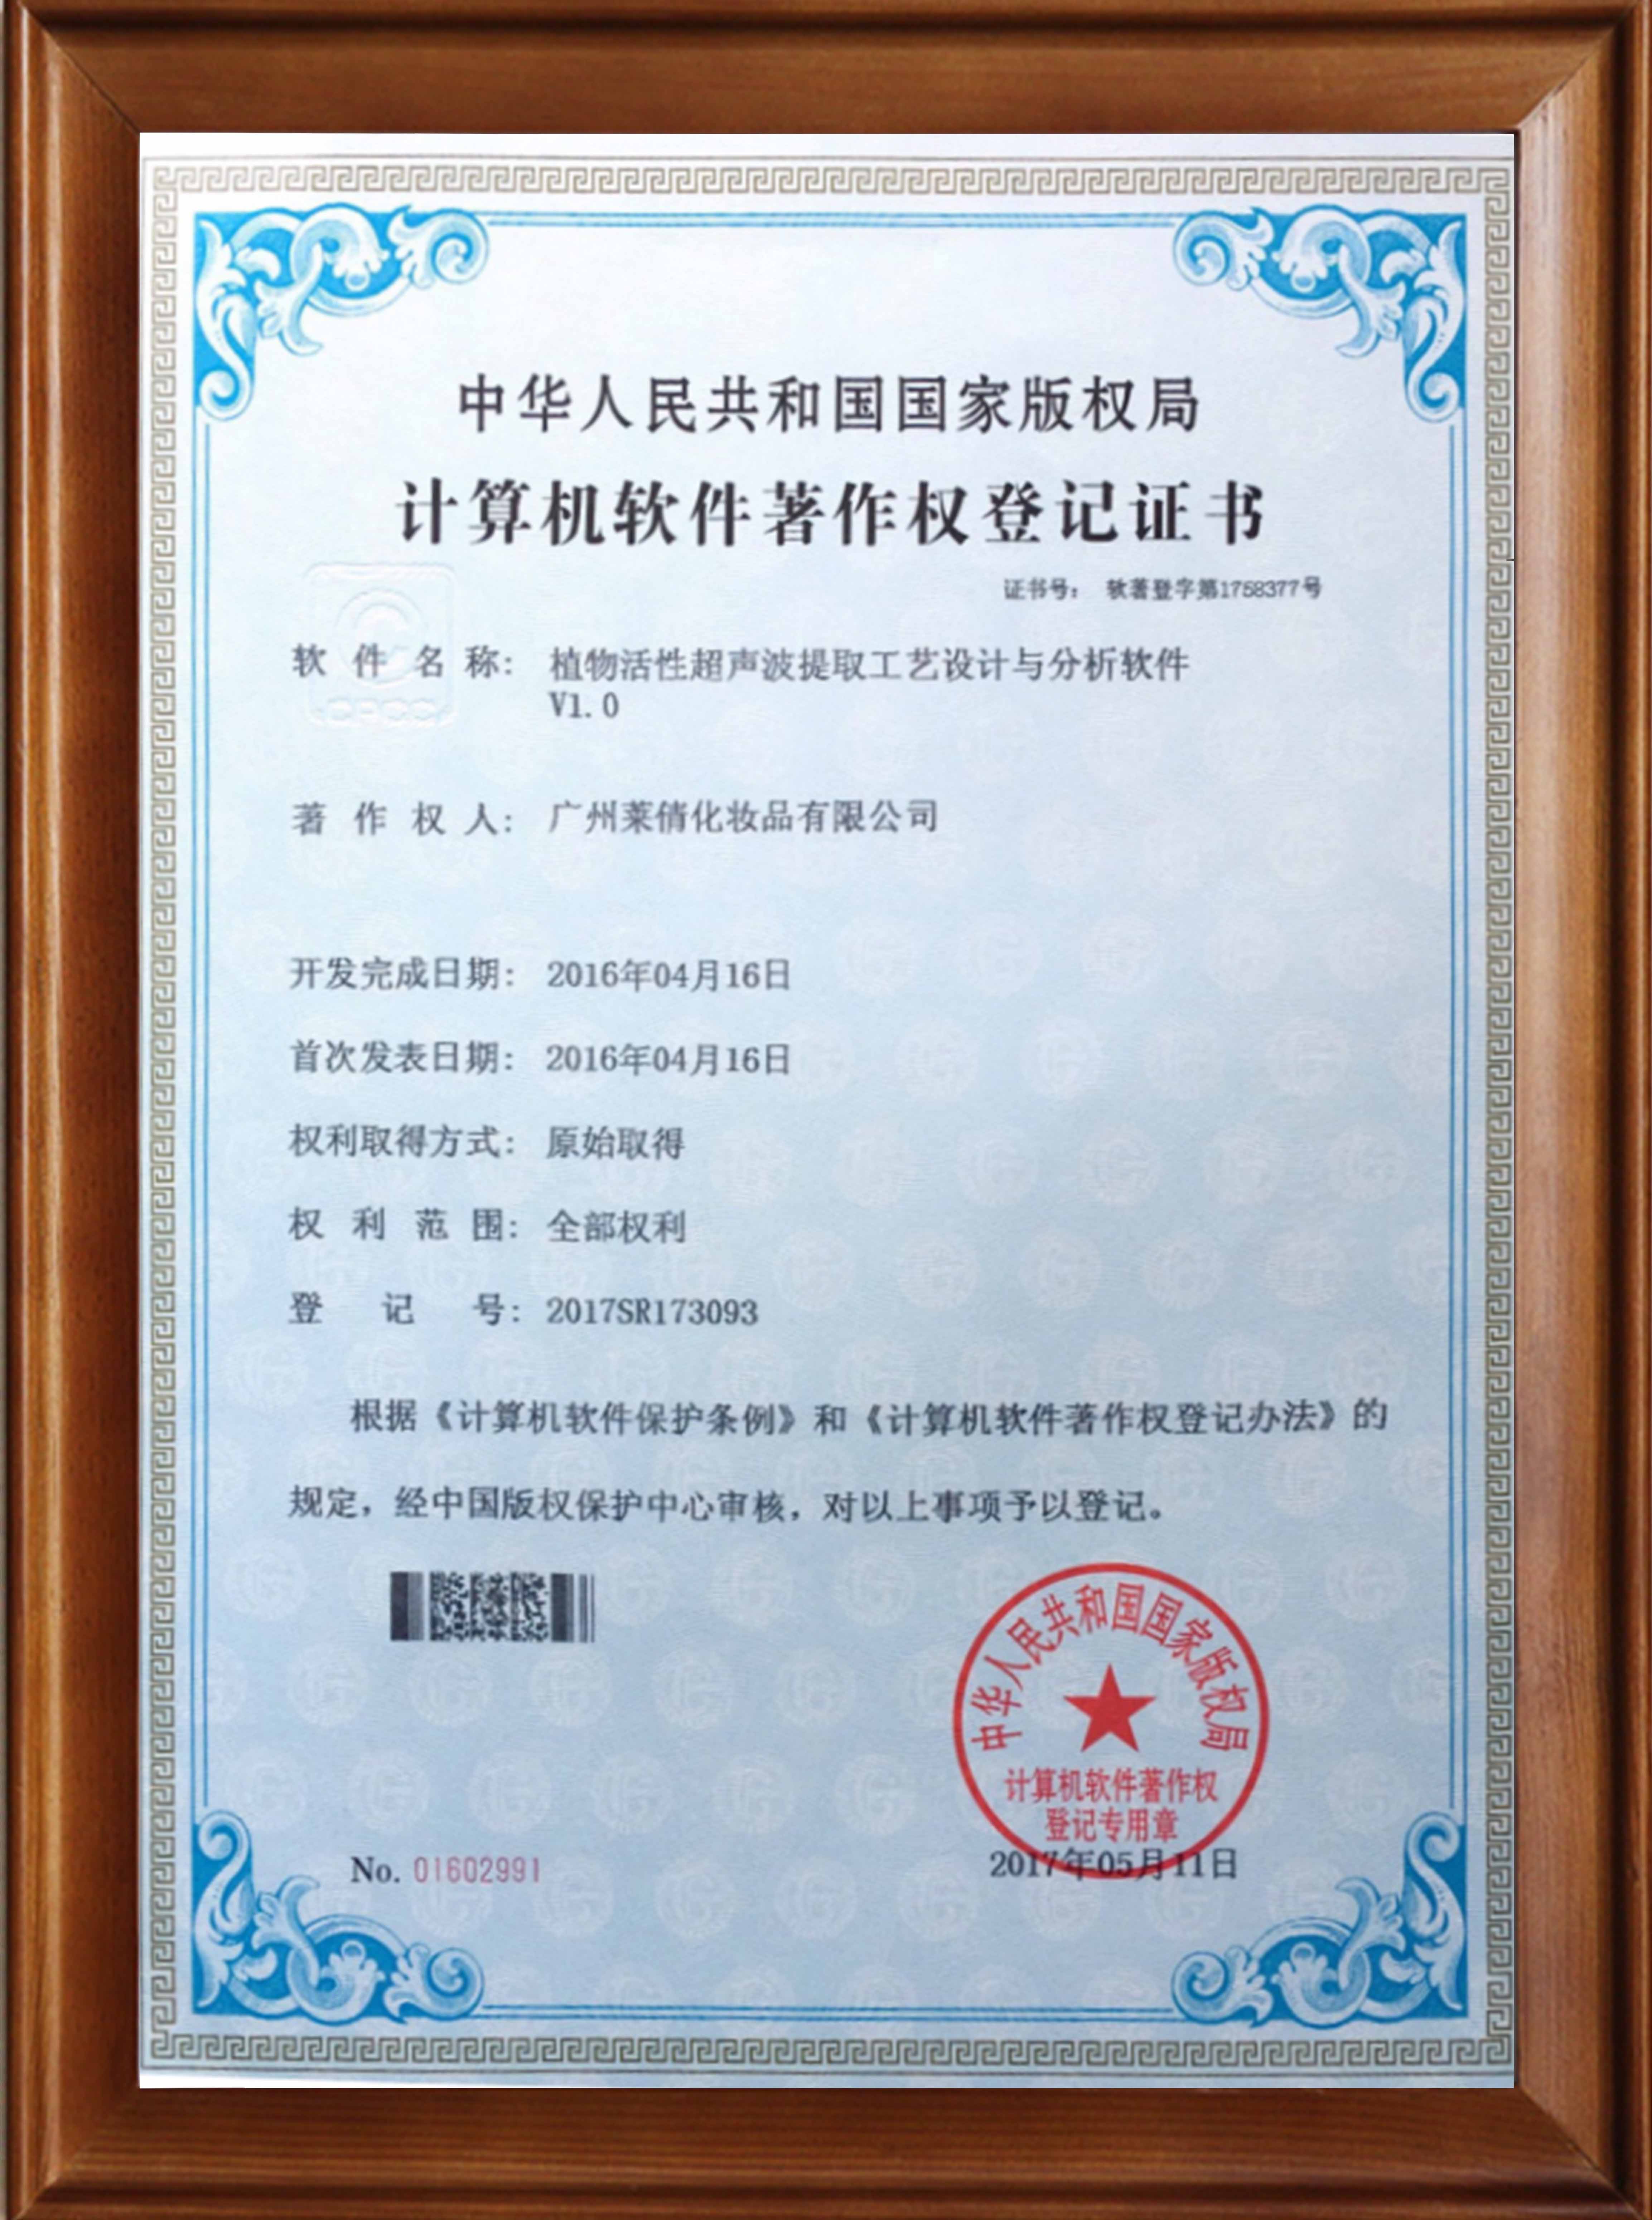 中华人民共和国国家版权局
计算机软件著作权登记证书
证书号: 软著登字第1758377号
CPCC
软件名称: 植物活性超声波提取工艺设计与分析软件
V1.0
著作权人: 广州莱倩化妆品有限公司
开发完成日期: 2016年04月16日
首次发表日期: 2016年04月16日
权利取得方式: 原始取得
权利范围: 全部权利
登记号: 2017SR173093
根据《计算机软件保护条例》和《计算机软件著作权登记办法》的
规定，经中国版权保护中心审核，对以上事项予以登记。
中华人民共和国国家版权局
计算机软件著作权
登记专用章
No. 01602991
2017年05月11日